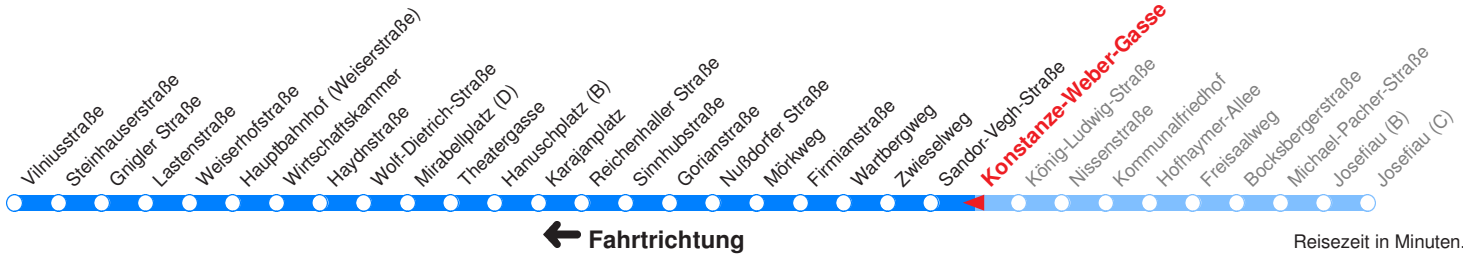 Vilniusstraße
Steinhauserstraße
Gnigler Straße
Lastenstraße
Weiserhofstraße
Hauptbahnhof (Weiserstraße)
Wirtschaftskammer
Haydnstraße
Wolf-Dietrich-Straße
Mirabellplatz (D)
Theatergasse
Hanuschplatz (B)
Karajanplatz
Reichenhaller Straße
Sinnhubstraße
Gorianstraße
Nußdorfer Straße
Mörkweg
Firmianstraße
Wartbergweg
Zwieselweg
Sandor-Vegh-Straße
Konstanze-Weber-Gasse
König-Ludwig-Straße
Nissenstraße
Kommunalfriedhof
Hofhaymer-Allee
Freisaalweg
Bocksbergerstraße
Michael-Pacher-Straße
Josefiau (B)
Josefiau (C)
Fahrtrichtung
Reisezeit in Minuten.